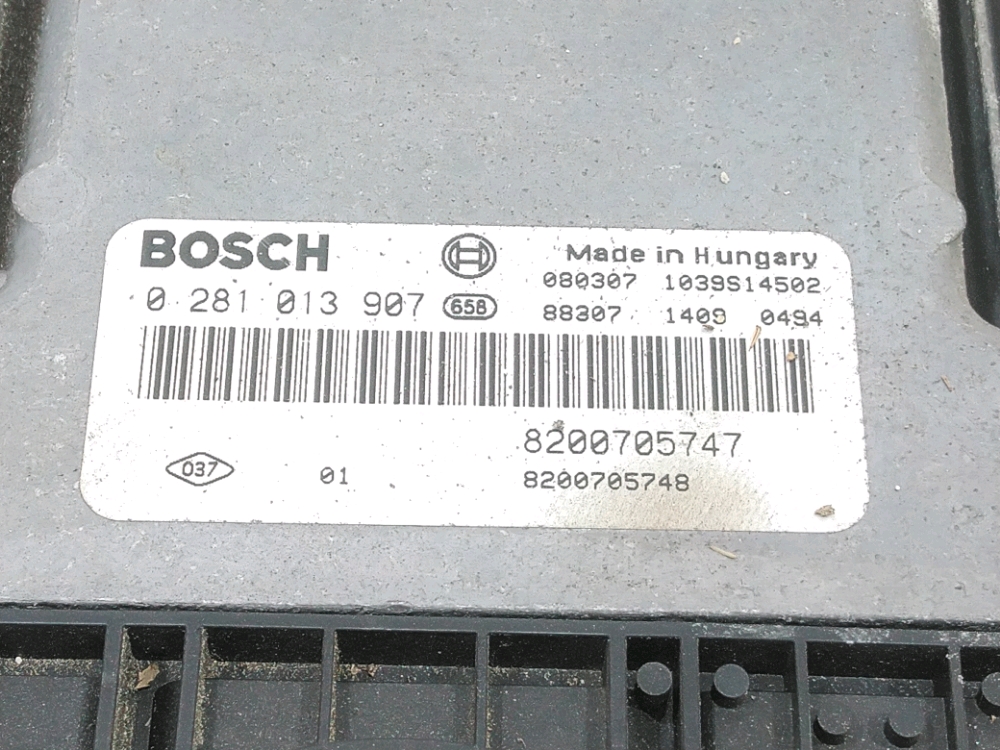 BOSCH
Made in Hungary
080307 1039S14502
0 281 013 907 658
88307 1409 0494
8200705747
037 01
8200705748